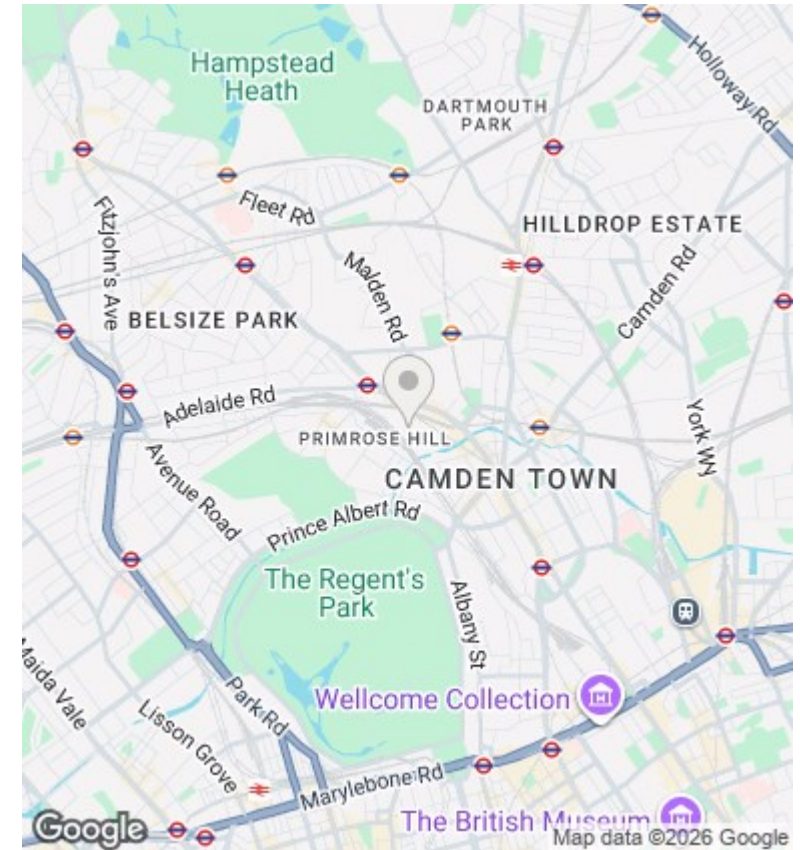 Hampstead
Heath
DARTMOUTH
PARK
Holloway Rd
Fleet Rd
Fitzjohn's Ave
HILLDROP ESTATE
Malden Rd
Camden Rd
BELSIZE PARK
Adelaide Rd
York Wy
PRIMROSE HILL
CAMDEN TOWN
Avenue Road
Prince Albert Rd
The Regent's
Park
Albany St
Maida Vale
Lisson Grove
Park Rd
Wellcome Collection
Marylebone Rd
The British Museum
Google
Map data ©2026 Google